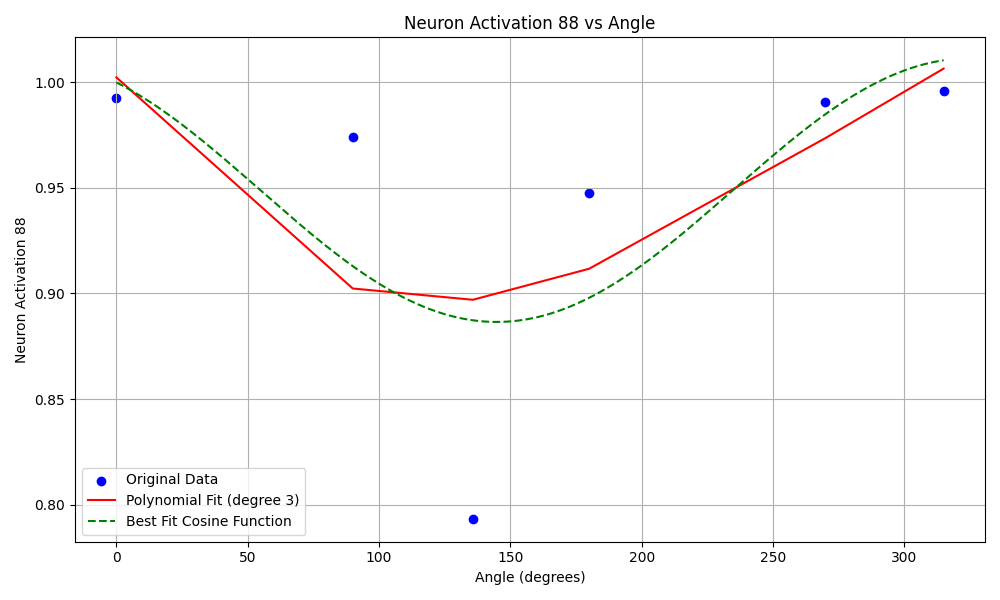 Neuron Activation 88 vs Angle
1.00
0.95
0.90
0.85
0.80
Neuron Activation 88
Original Data
Polynomial Fit (degree 3)
Best Fit Cosine Function
0 50 100 150 200 250 300
Angle (degrees)